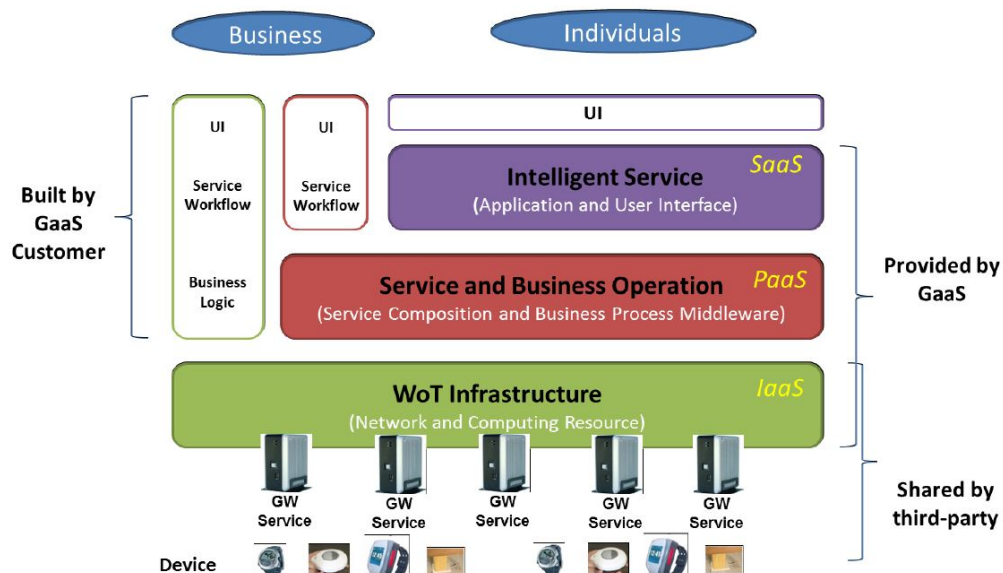 Business
Individuals
UI
UI
UI
SaaS
Intelligent Service
(Application and User Interface)
Service
Workflow
Service
Workflow
Built by
GaaS
Customer
Business
Logic
PaaS
Service and Business Operation
(Service Composition and Business Process Middleware)
Provided by
GaaS
IaaS
WoT Infrastructure
(Network and Computing Resource)
GW
Service
GW
Service
GW
Service
GW
Service
GW
Service
Shared by
third-party
Device